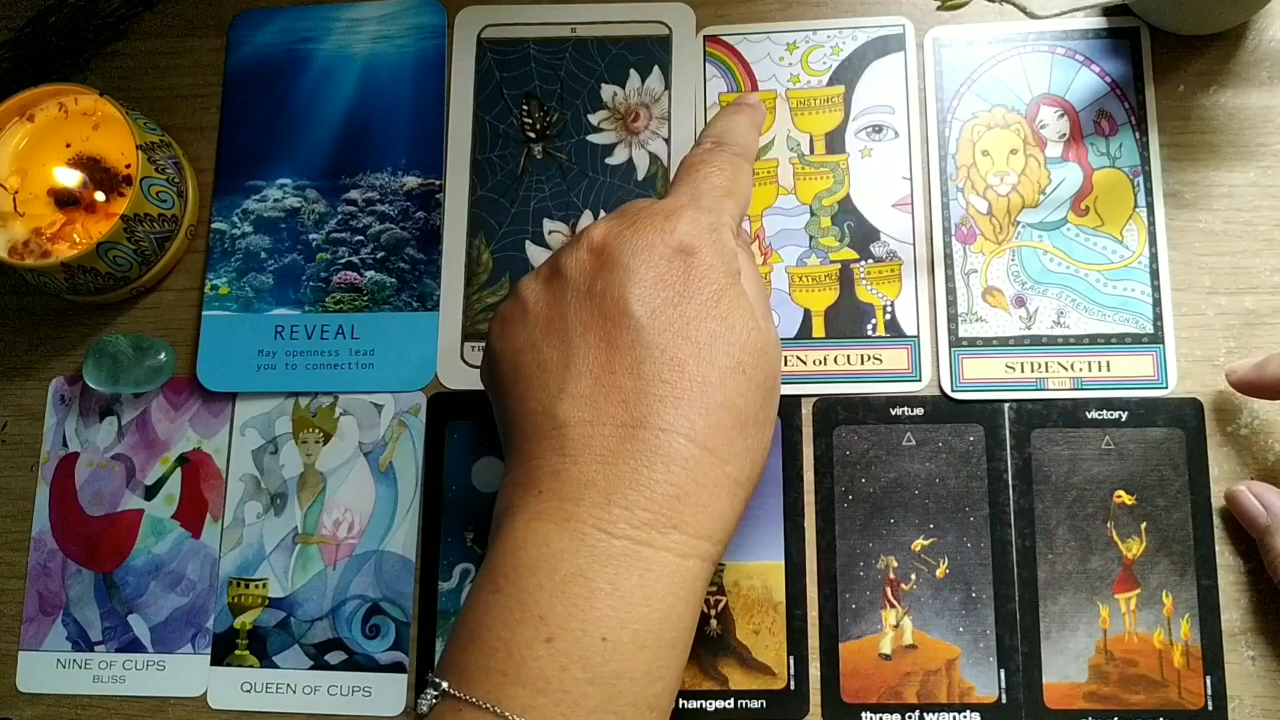 II
INSTINCT
EXTREMES
EN of CUPS
COURAGE • STRENGTH • CONTROL
STRENGTH
VIII
REVEAL
May openness lead
you to connection
NINE OF CUPS
BLISS
QUEEN OF CUPS
hanged man
virtue
three of wands
victory